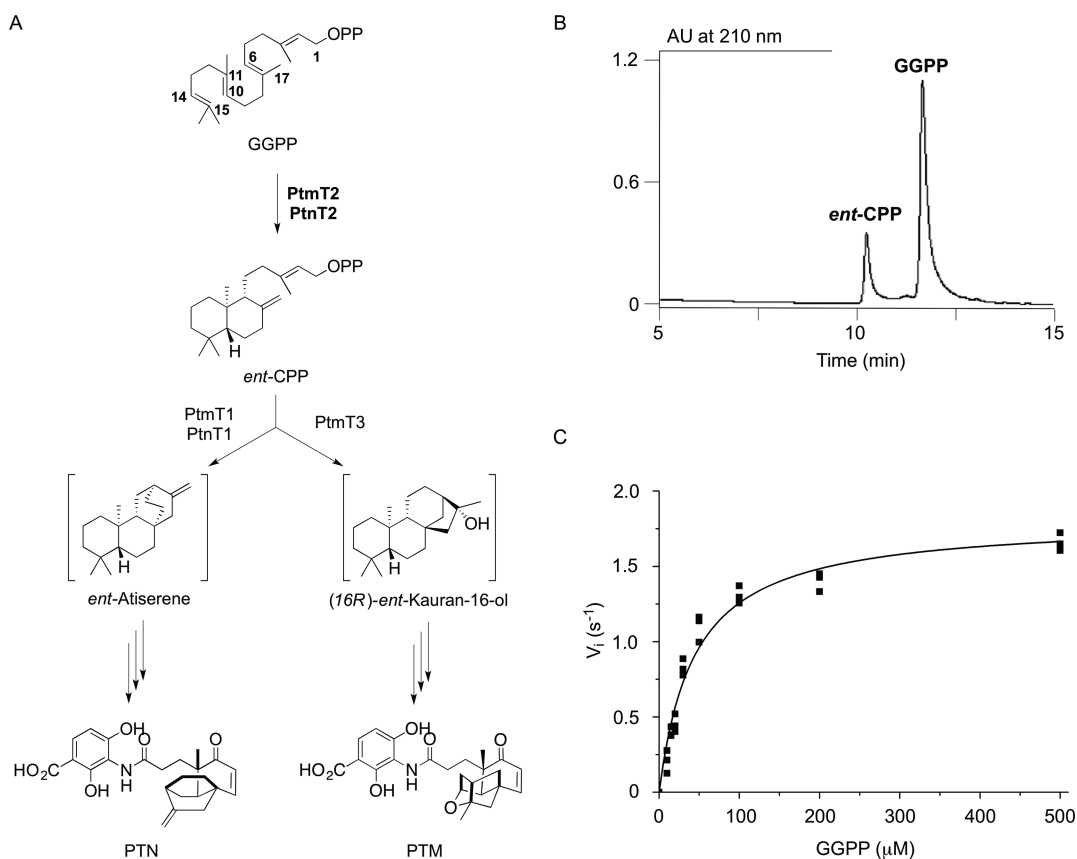 A
OPP
6
1
11
17
10
14
15
GGPP
PtmT2
PtnT2
OPP
H
ent-CPP
PtmT1
PtnT1
PtmT3
H
OH
H
ent-Atiserene
(16R)-ent-Kauran-16-ol
OH
O
O
HO2C
N
H
OH
PTN
OH
O
O
HO2C
N
H
OH
O
PTM
B
AU at 210 nm
1.2
0.6
0
GGPP
ent-CPP
5
10
15
Time (min)
C
2.0
1.5
1.0
0.5
0
Vi (s-1)
0
100
200
300
400
500
GGPP (μM)